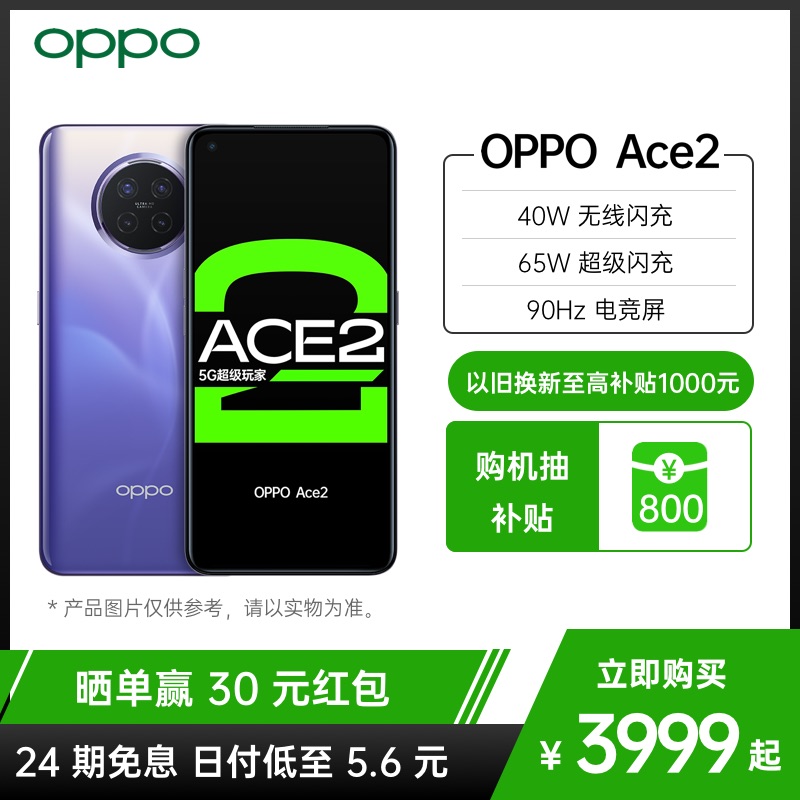 oppo
OPPO Ace2
40W 无线闪充
65W 超级闪充
90Hz 电竞屏
ACE2
5G超级玩家
OPPO Ace2
oppo
以旧换新至高补贴1000元
购机抽
补贴
¥
800
* 产品图片仅供参考，请以实物为准。
晒单赢 30 元红包
24 期免息 日付低至 5.6 元
立即购买
¥ 3999 起